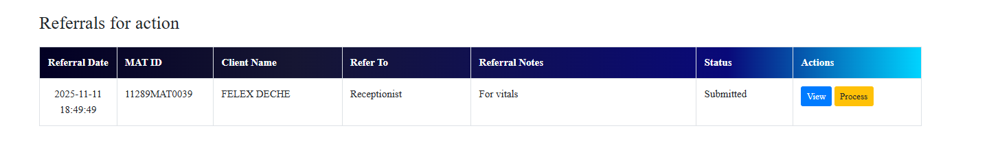 Referrals for action
Referral Date MAT ID Client Name Refer To Referral Notes Status Actions
2025-11-11 11289MAT0039 FELEX DECHE Receptionist For vitals Submitted View Process
18:49:49